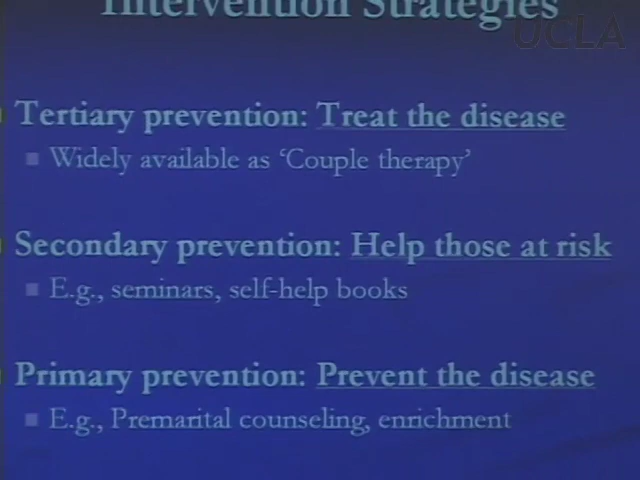 Intervention Strategies
UCLA
Tertiary prevention: Treat the disease
Widely available as ‘Couple therapy’
Secondary prevention: Help those at risk
E.g., seminars, self-help books
Primary prevention: Prevent the disease
E.g., Premarital counseling, enrichment